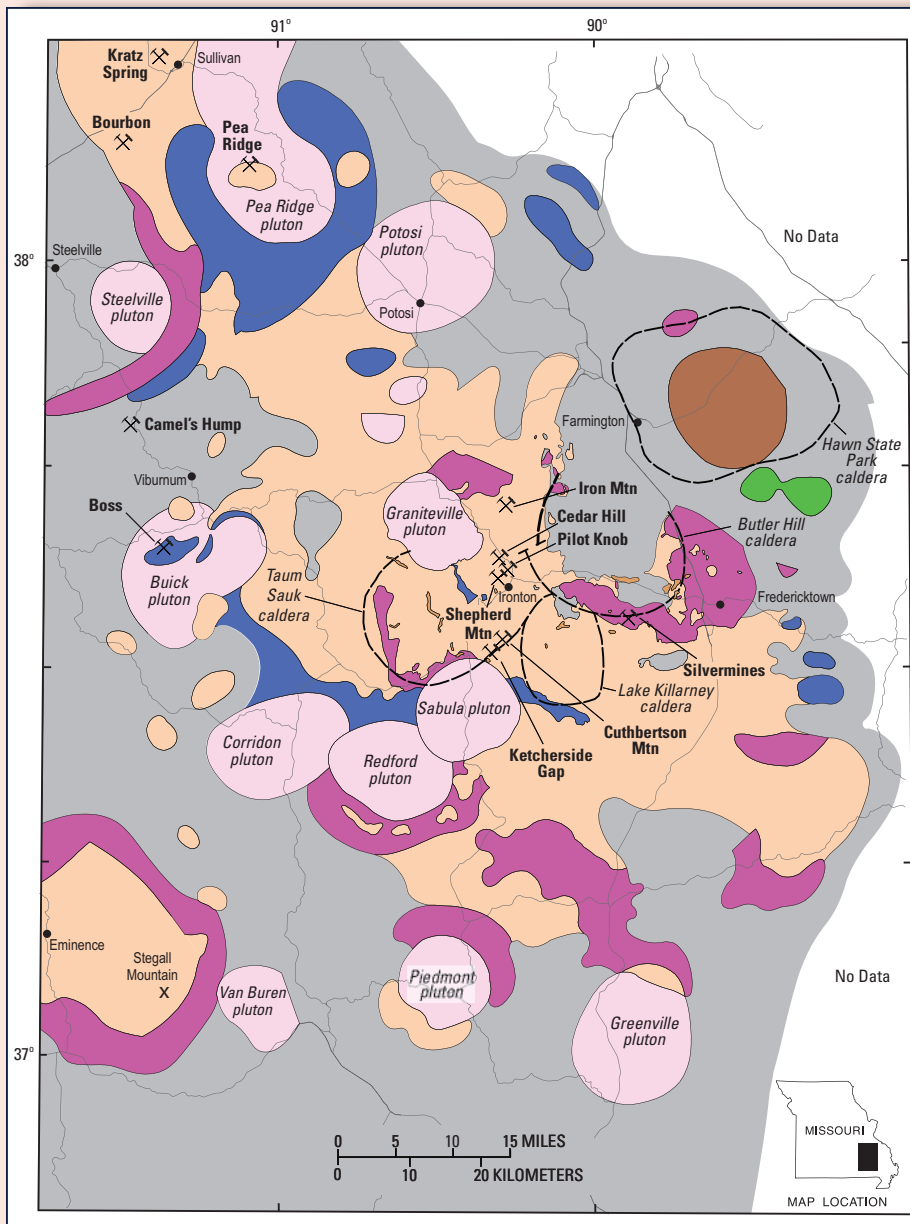 91°
90°
Kratz
Spring
Sullivan
Bourbon
Pea
Ridge
Pea Ridge
pluton
Potosi
pluton
No Data
38°
Steelville
Steelville
pluton
Potosi
Farmington
Hawn State
Park
caldera
Camel's Hump
Viburnum
Iron Mtn
Graniteville
pluton
Cedar Hill
Butler Hill
caldera
Boss
Pilot Knob
Buick
pluton
Taum
Sauk
caldera
Ironton
Fredericktown
Shepherd
Mtn
Silvermines
Lake Killarney
caldera
Sabula pluton
Cuthbertson
Mtn
Corridon
pluton
Redford
pluton
Ketcherside
Gap
Eminence
Stegall
Mountain
X
Van Buren
pluton
Piedmont
pluton
No Data
Greenville
pluton
37°
0 5 10 15 MILES
0 10 20 KILOMETERS
MISSOURI
MAP LOCATION